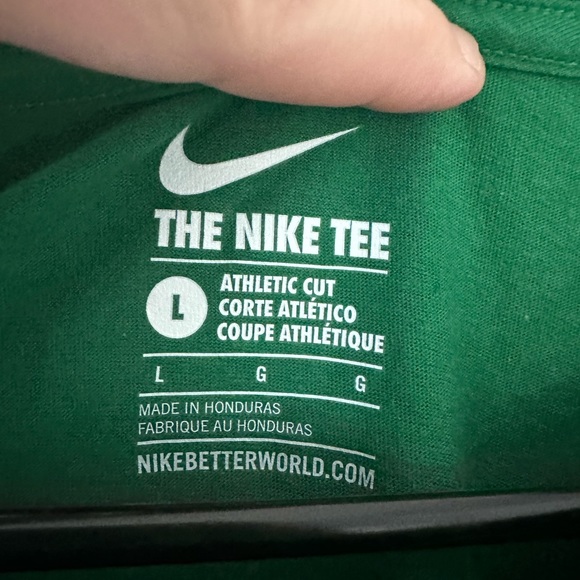 THE NIKE TEE
L
ATHLETIC CUT
CORTE ATLÉTICO
COUPE ATHLÉTIQUE
L G G
MADE IN HONDURAS
FABRIQUE AU HONDURAS
NIKEBETTERWORLD.COM